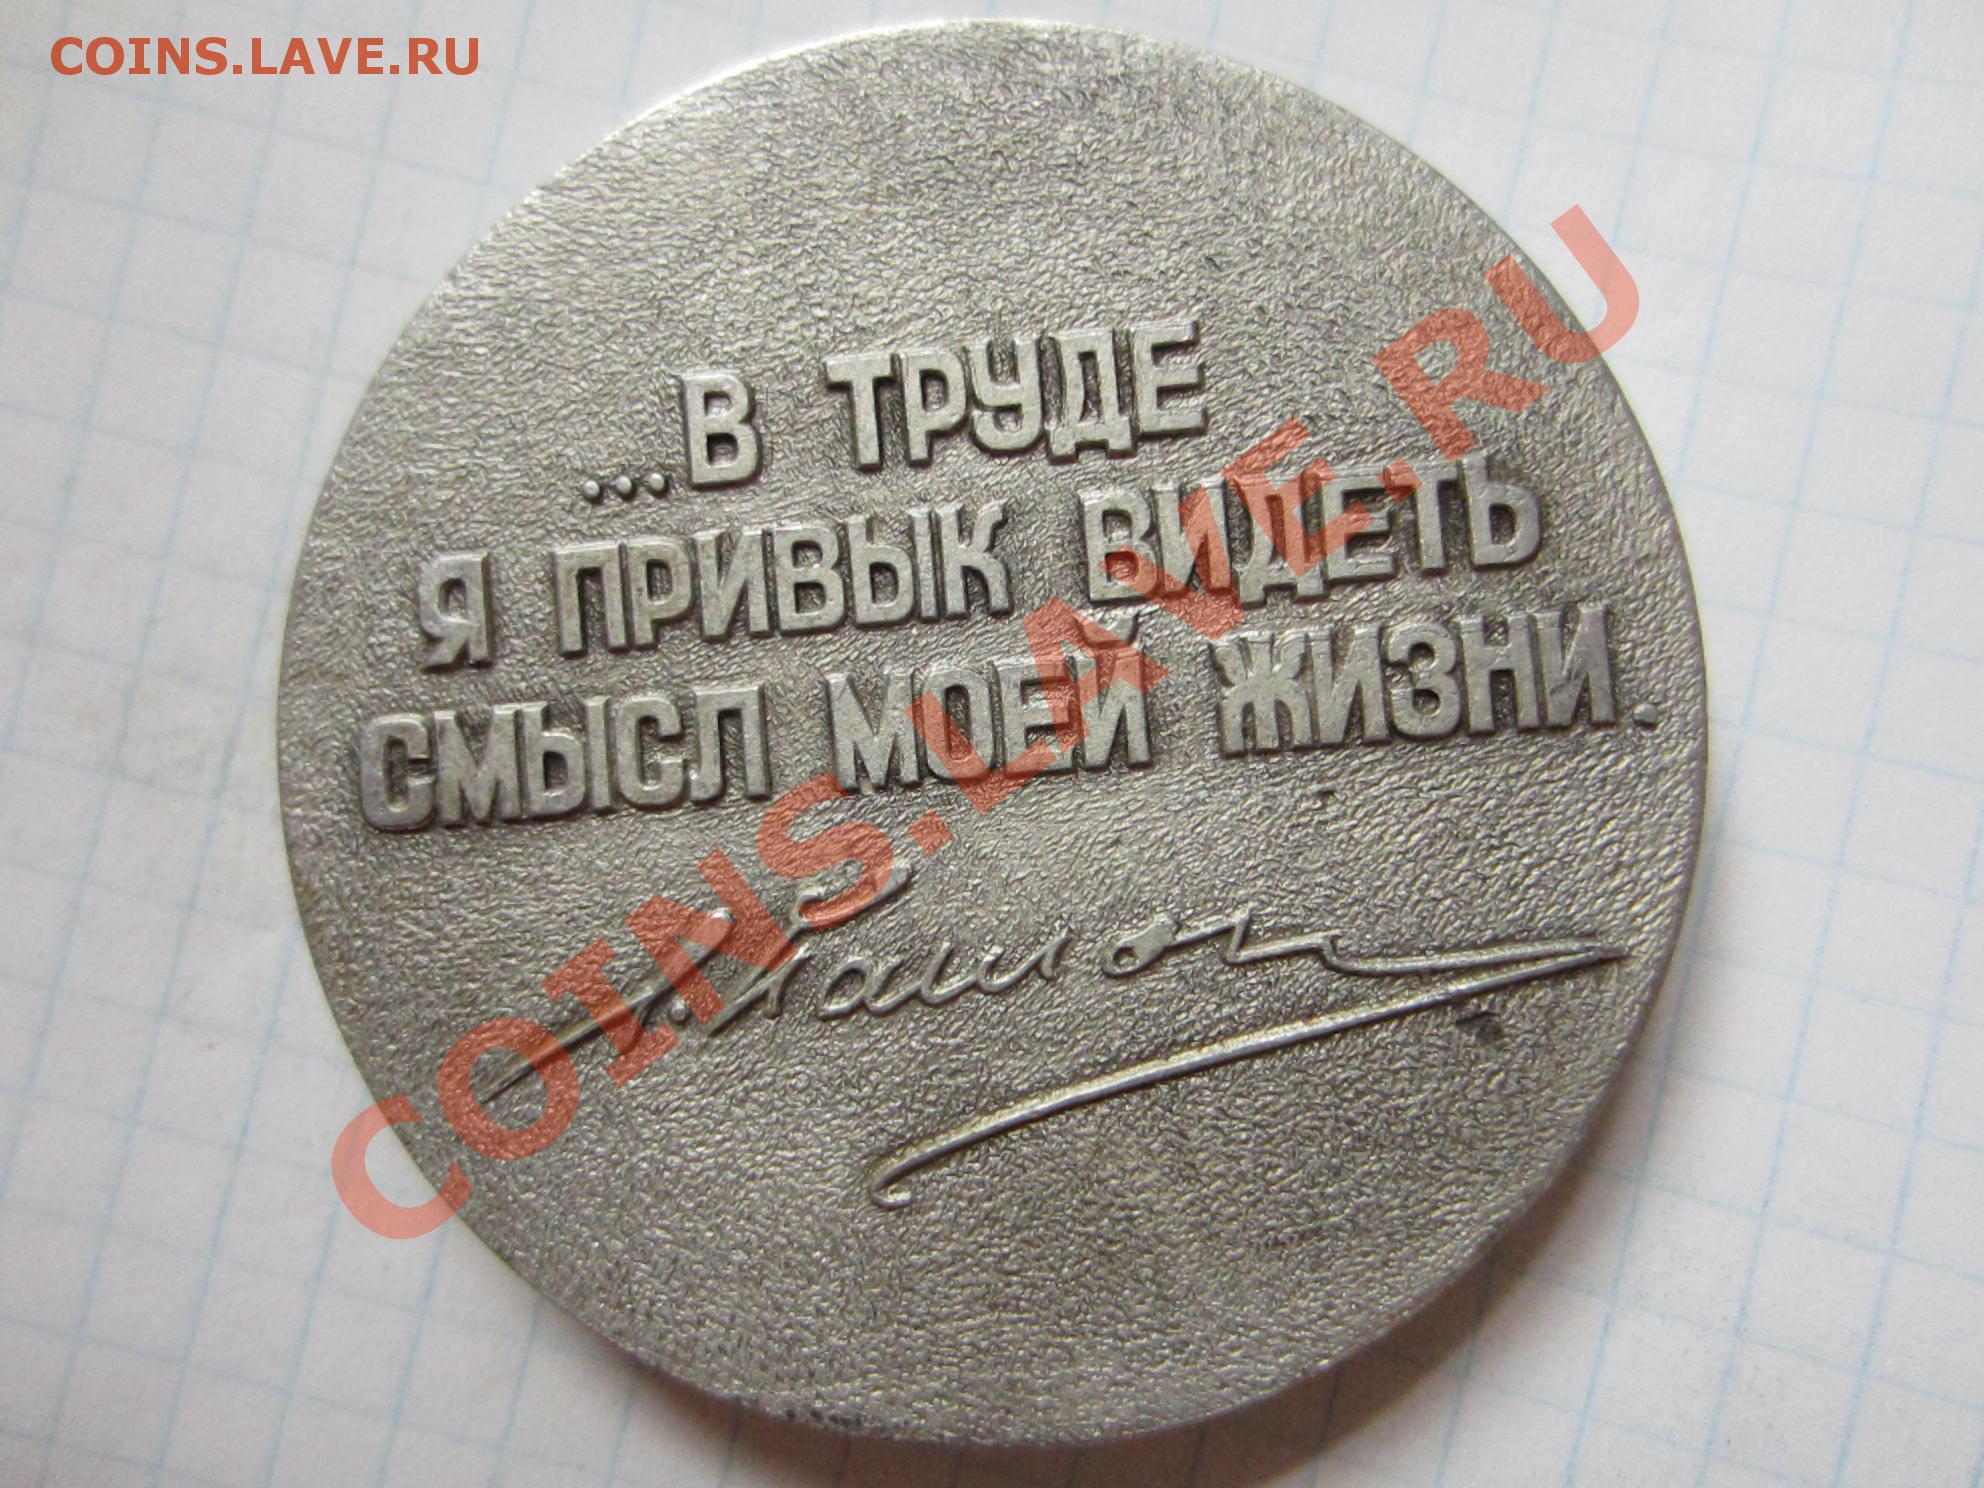 COINS.LAVE.RU
...В ТРУДЕ
Я ПРИВЫК ВИДЕТЬ
СМЫСЛ МОЕЙ ЖИЗНИ.
COINS.LAVE.RU